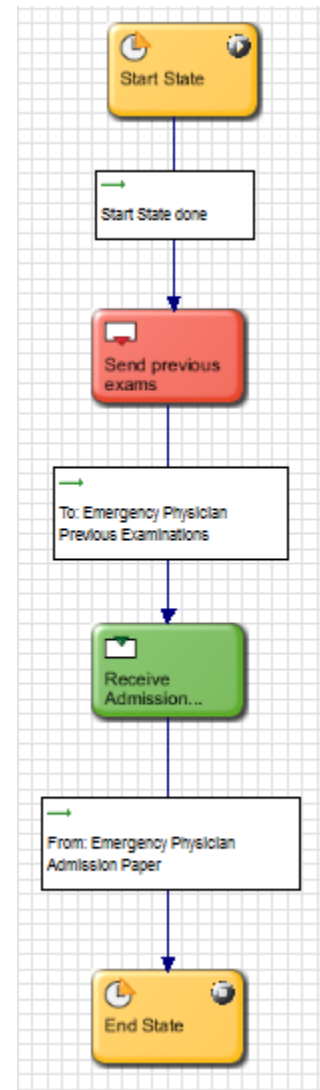 Start State
Start State done
Send previous
exams
To: Emergency Physician
Previous Examinations
Receive
Admission...
From: Emergency Physician
Admission Paper
End State